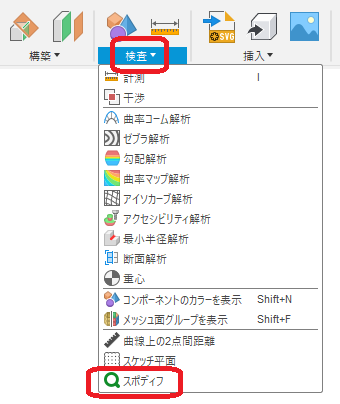 SVG
構築▼ 検査▼ 挿入▼
計測 I
干渉
曲率コーム解析
ゼブラ解析
勾配解析
曲率マップ解析
アイソカーブ解析
アクセシビリティ解析
最小半径解析
断面解析
重心
コンポーネントのカラーを表示 Shift+N
メッシュ面グループを表示 Shift+F
曲線上の2点間距離
スケッチ平面
スポディフ